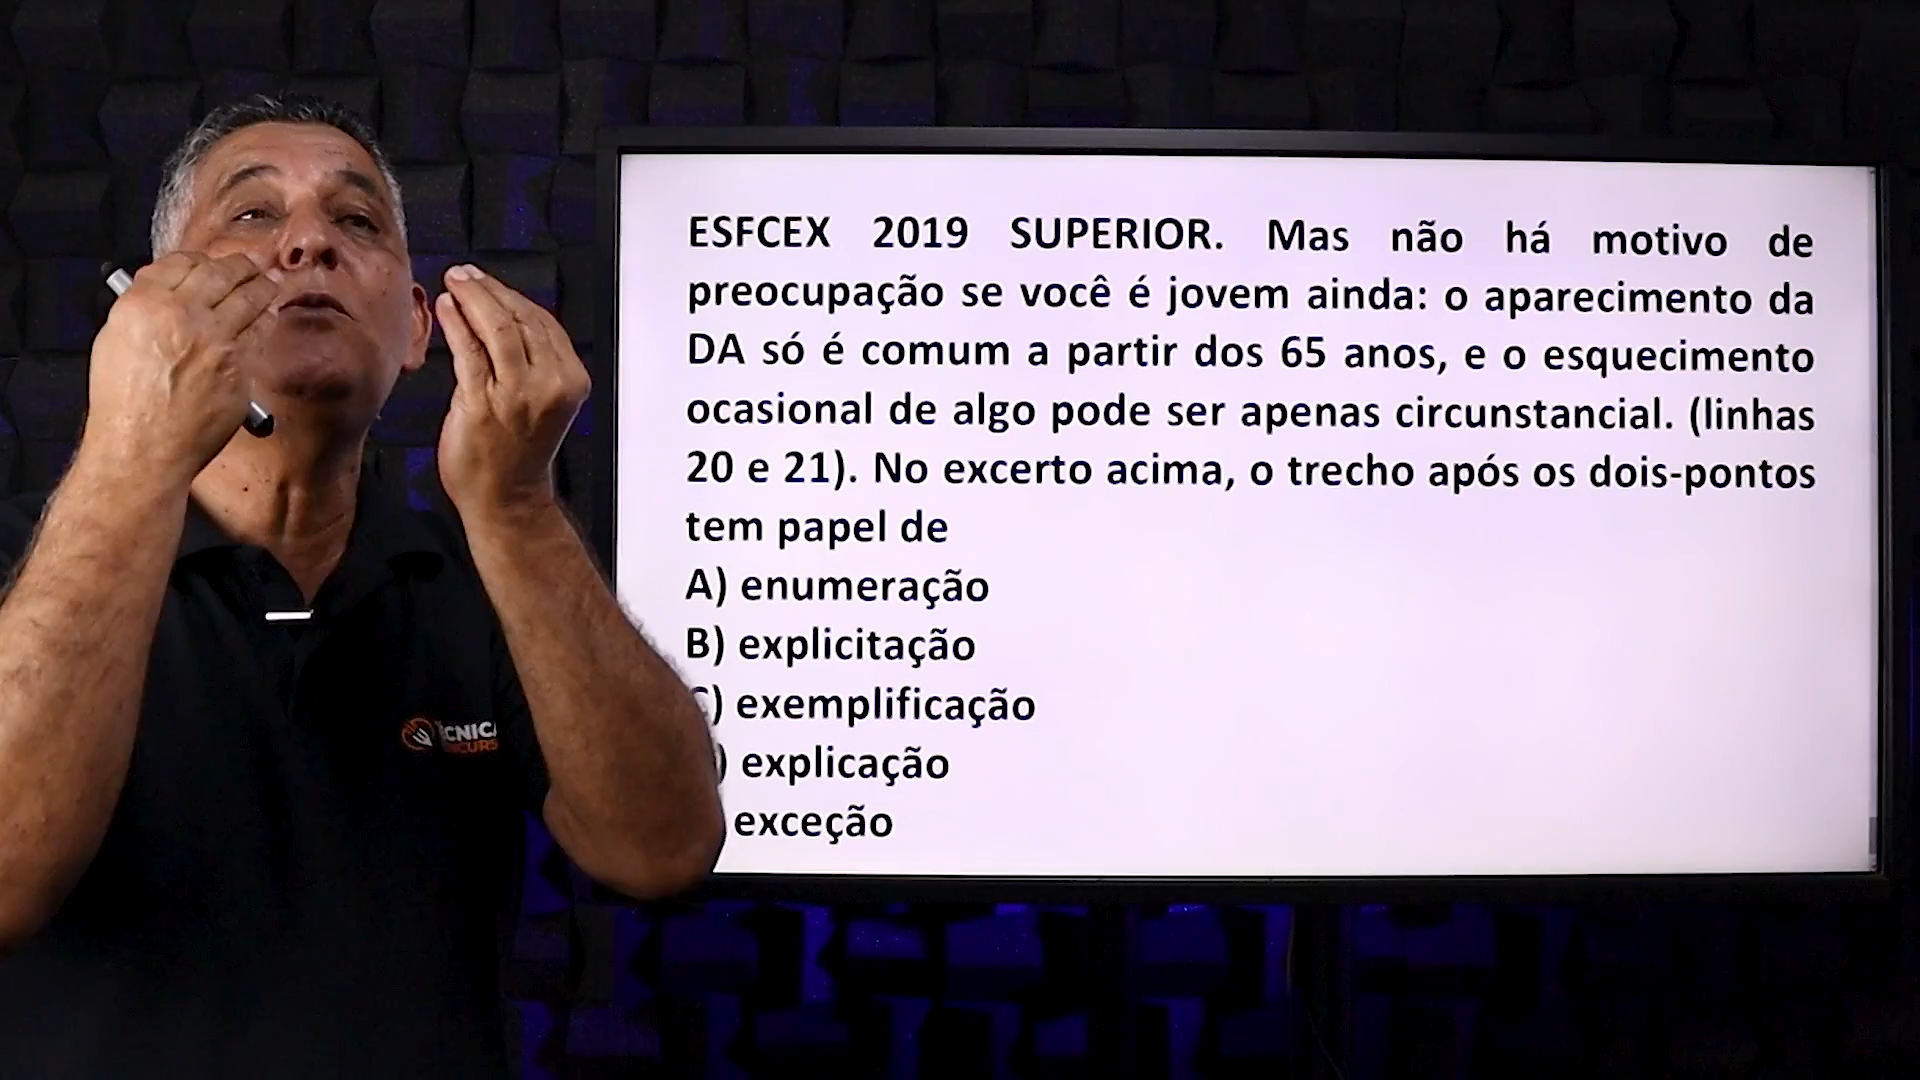 ESFCEX 2019 SUPERIOR. Mas não há motivo de
preocupação se você é jovem ainda: o aparecimento da
DA só é comum a partir dos 65 anos, e o esquecimento
ocasional de algo pode ser apenas circunstancial. (linhas
20 e 21). No excerto acima, o trecho após os dois-pontos
tem papel de
A) enumeração
B) explicitação
) exemplificação
) explicação
exceção